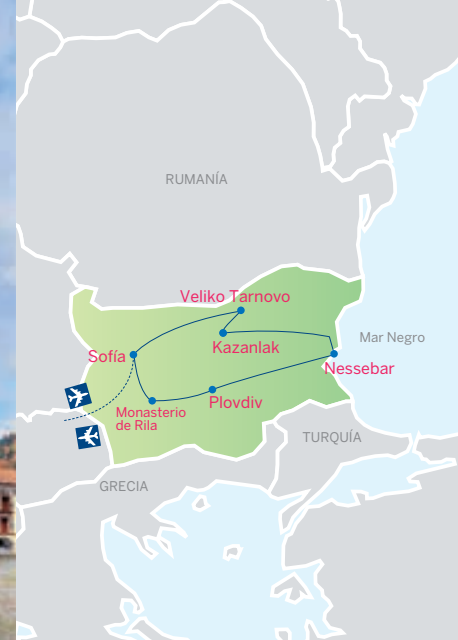 RUMANÍA
Veliko Tarnovo
Mar Negro
Kazanlak
Sofía
Nessebar
Plovdiv
Monasterio
de Rila
TURQUÍA
GRECIA